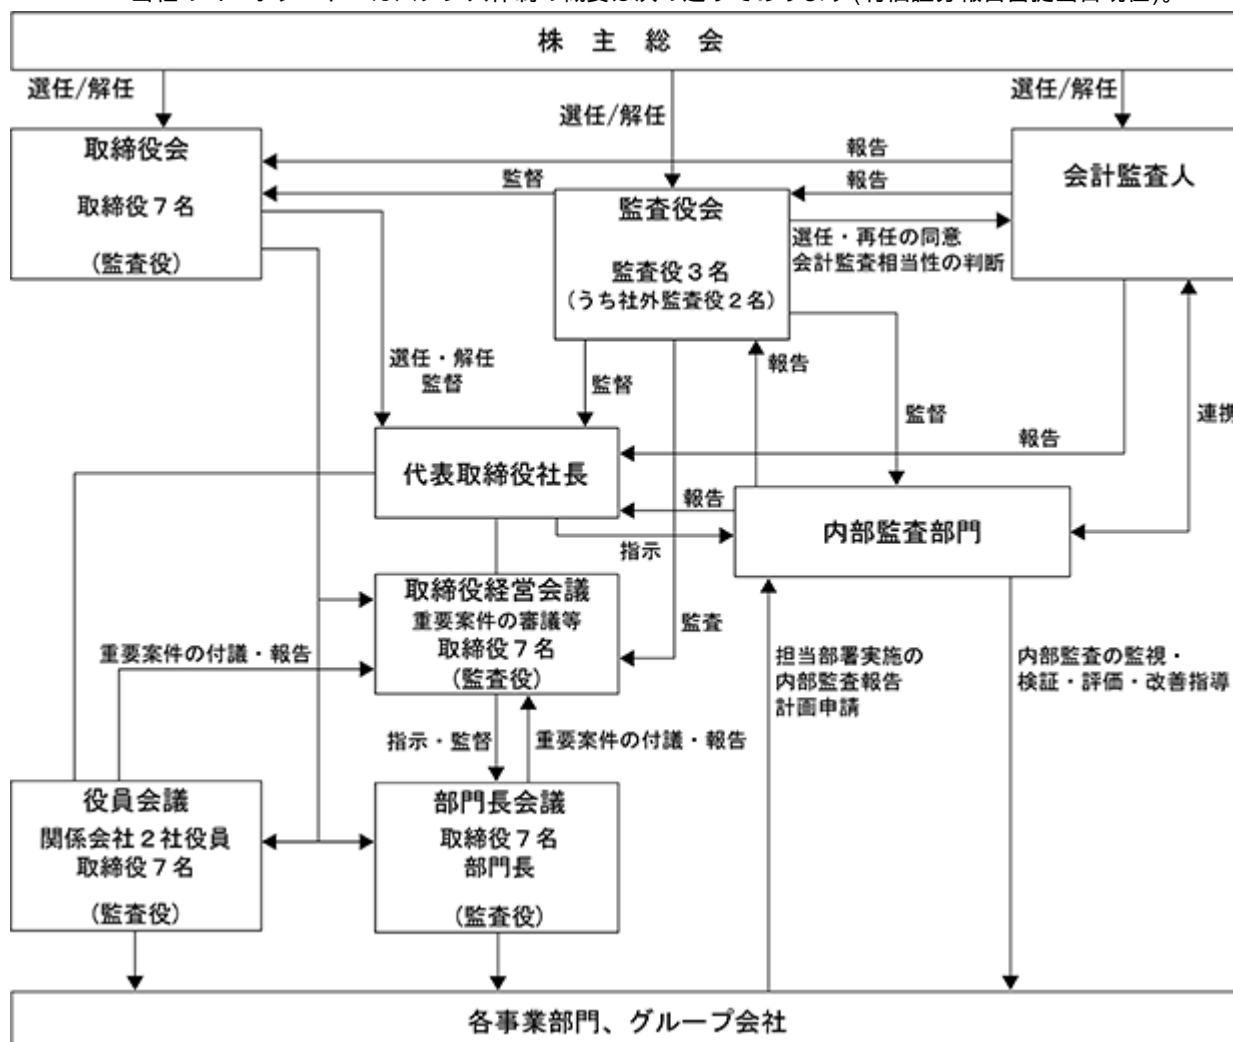 株 主 総 会
選任/解任
選任/解任
選任/解任
取締役会
取締役7名
(監査役)
報告
会計監査人
監督
報告
監査役会
監査役3名
(うち社外監査役2名)
選任・再任の同意
会計監査相当性の判断
選任・解任
監督
監督
報告
監督
連携
報告
代表取締役社長
報告
内部監査部門
指示
取締役経営会議
重要案件の審議等
取締役7名
(監査役)
監査
重要案件の付議・報告
担当部署実施の
内部監査報告
計画申請
内部監査の監視・
検証・評価・改善指導
指示・監督
重要案件の付議・報告
役員会議
関係会社2社役員
取締役7名
(監査役)
部門長会議
取締役7名
部門長
(監査役)
各事業部門、グループ会社